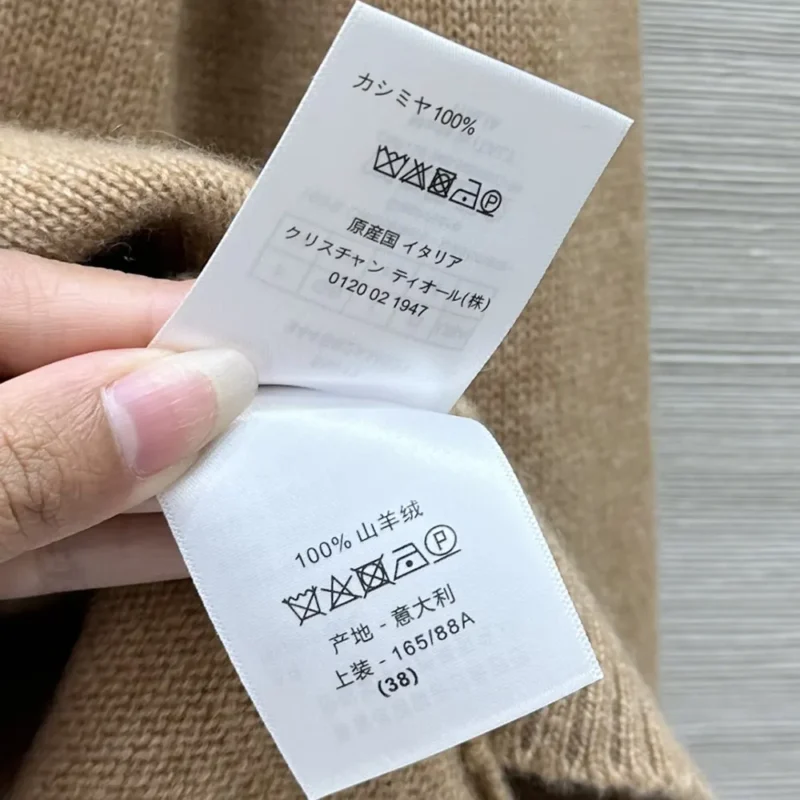 カシミヤ100%
P
原産国 イタリア
クリスチャン ディオール(株)
0120 02 1947
100% 山羊绒
P
产地 - 意大利
上装 - 165/88A
(38)